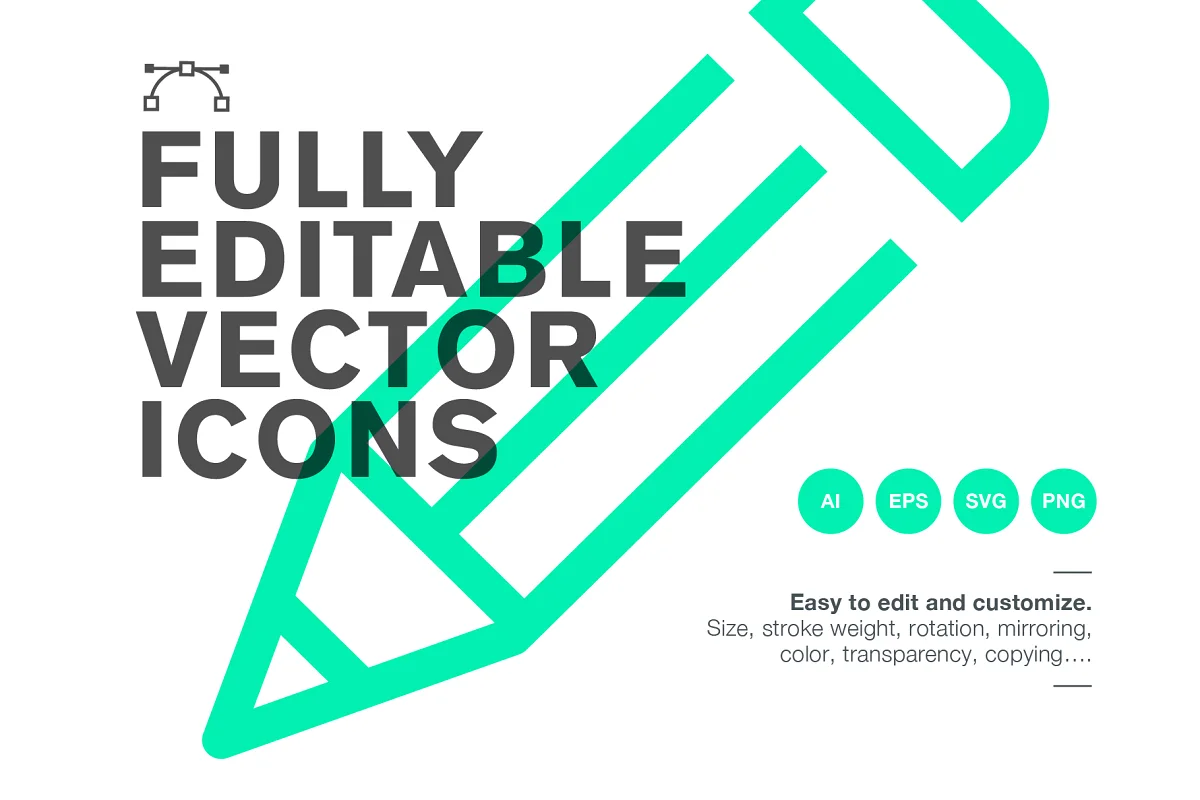 FULLY
EDITABLE
VECTOR
ICONS
AI EPS SVG PNG
Easy to edit and customize.
Size, stroke weight, rotation, mirroring,
color, transparency, copying….